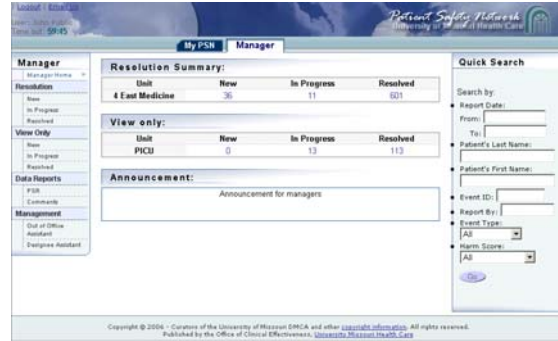 Logout |
Time out: 59:45
Patient Safety Network
University of Missouri Health Care
My PSN
Manager
Manager
Manager Home
Resolution
New
In Progress
Resolved
View Only
New
In Progress
Resolved
Data Reports
PSR
Comments
Management
Out of Office
Assistant
Designee Assistant
Resolution Summary:
Unit New In Progress Resolved
4 East Medicine 36 11 601
View only:
Unit New In Progress Resolved
PICU 0 13 113
Announcement:
Announcement for managers
Quick Search
Search by:
Report Date:
From:
To:
Patient's Last Name:
Patient's First Name:
Event ID:
Report By:
Event Type:
All
Harm Score:
All
Go
Copyright @ 2006 - Curators of the University of Missouri DMCA and other copyright information. All rights reserved.
Published by the Office of Clinical Effectiveness, University Missouri Health Care